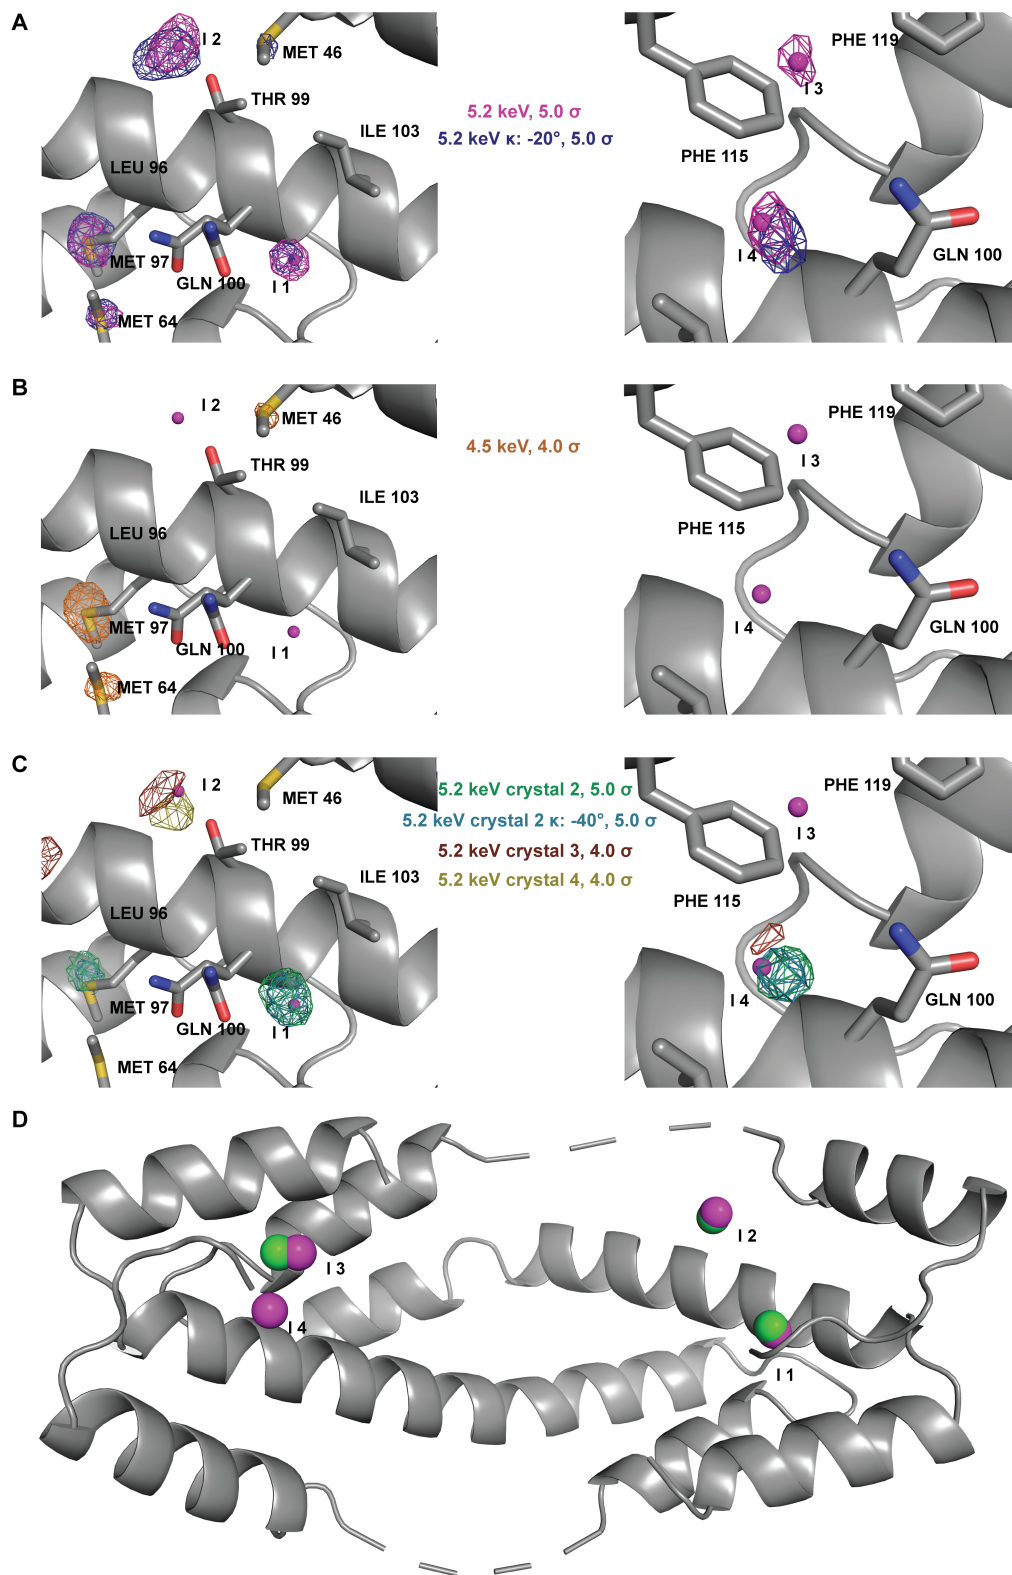 A
I 2
MET 46
THR 99
ILE 103
LEU 96
MET 97
GLN 100
I 1
MET 64
5.2 keV, 5.0 σ
5.2 keV κ: -20°, 5.0 σ
PHE 119
I 3
PHE 115
I 4
GLN 100
B
I 2
MET 46
THR 99
ILE 103
LEU 96
MET 97
GLN 100
I 1
MET 64
4.5 keV, 4.0 σ
PHE 119
I 3
PHE 115
I 4
GLN 100
C
I 2
MET 46
THR 99
ILE 103
LEU 96
MET 97
GLN 100
I 1
MET 64
5.2 keV crystal 2, 5.0 σ
5.2 keV crystal 2 κ: -40°, 5.0 σ
5.2 keV crystal 3, 4.0 σ
5.2 keV crystal 4, 4.0 σ
PHE 119
I 3
PHE 115
I 4
GLN 100
D
I 2
I 3
I 4
I 1